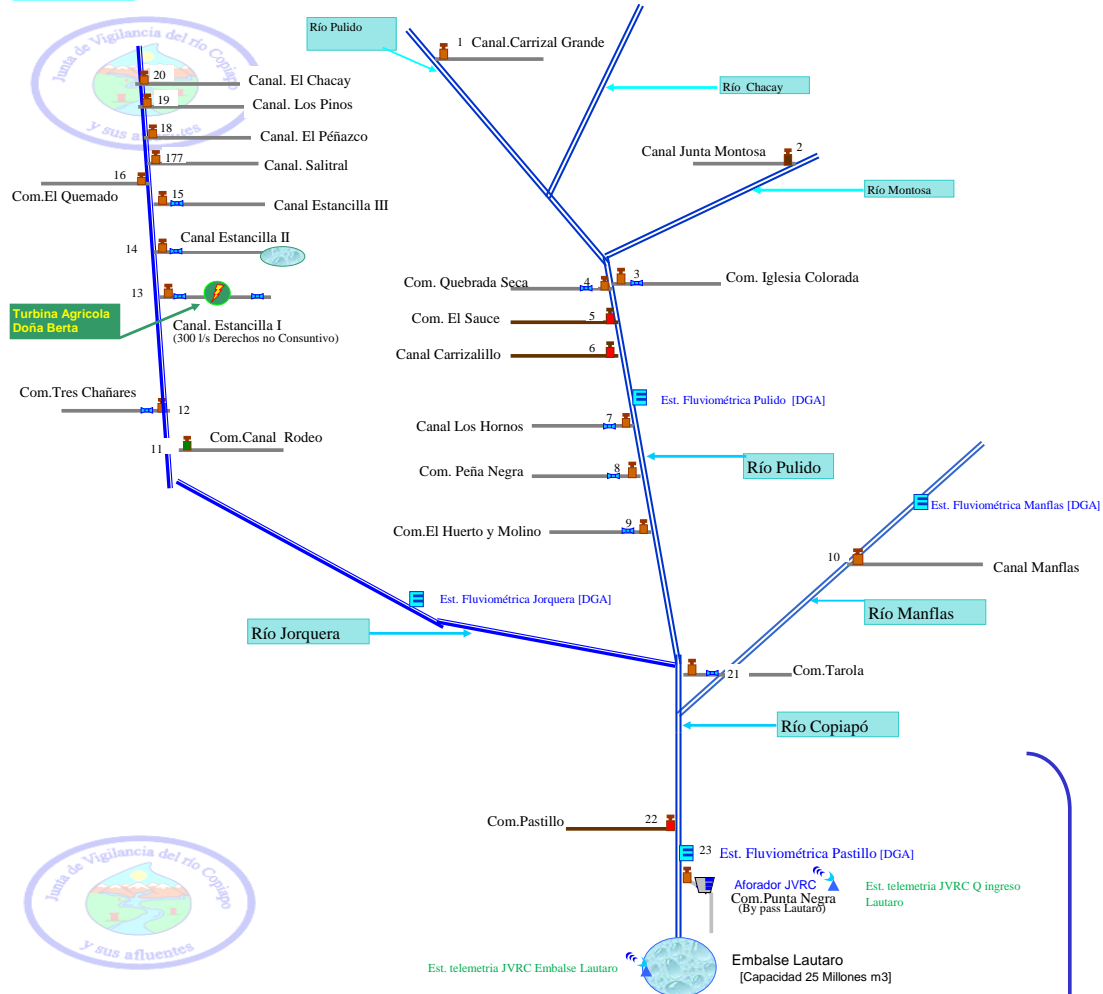 Junta de Vigilancia del río Copiapo
y sus afluentes
Río Pulido
1 Canal.Carrizal Grande
Río Chacay
Canal Junta Montosa 2
Río Montosa
20 Canal. El Chacay
19 Canal. Los Pinos
18 Canal. El Péñazco
177 Canal. Salitral
16
Com.El Quemado
15 Canal Estancilla III
14 Canal Estancilla II
13
Turbina Agricola
Doña Berta
Canal. Estancilla I
(300 l/s Derechos no Consuntivo)
Com.Tres Chañares
12
11 Com.Canal Rodeo
3 Com. Iglesia Colorada
Com. Quebrada Seca 4
Com. El Sauce 5
Canal Carrizalillo 6
Est. Fluviométrica Pulido [DGA]
Canal Los Hornos 7
Río Pulido
Com. Peña Negra 8
Com.El Huerto y Molino 9
Est. Fluviométrica Manflas [DGA]
10
Canal Manflas
Est. Fluviométrica Jorquera [DGA]
Río Manflas
Río Jorquera
21 Com.Tarola
Río Copiapó
Com.Pastillo 22
23 Est. Fluviométrica Pastillo [DGA]
Aforador JVRC
Com.Punta Negra
(By pass Lautaro)
Est. telemetria JVRC Q ingreso
Lautaro
Est. telemetria JVRC Embalse Lautaro
Embalse Lautaro
[Capacidad 25 Millones m3]
Junta de Vigilancia del río Copiapo
y sus afluentes